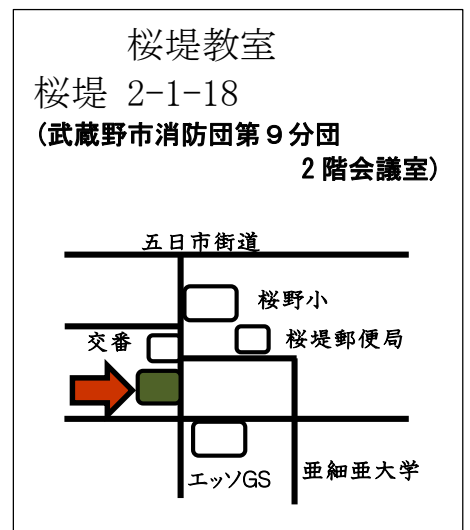 桜堤教室
桜堤 2-1-18
(武蔵野市消防団第９分団
２階会議室)
五日市街道
桜野小
交番
桜堤郵便局
エッソGS
亜細亜大学